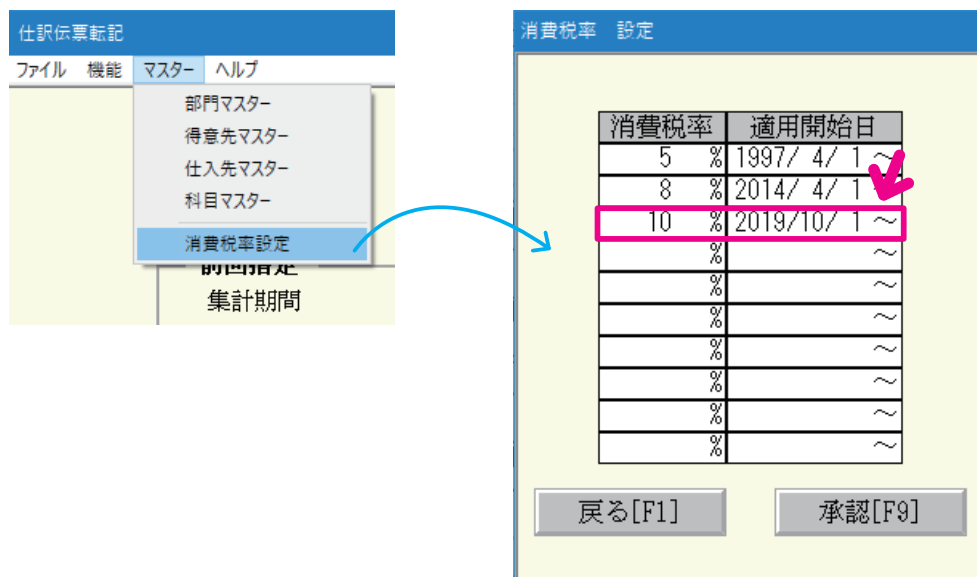 仕訳伝票転記
ファイル 機能 マスター ヘルプ
部門マスター
得意先マスター
仕入先マスター
科目マスター
消費税率設定
前回指定
集計期間
消費税率 設定
消費税率 適用開始日
5 % 1997/ 4/ 1 ～
8 % 2014/ 4/ 1 ～
10 % 2019/10/ 1 ～
% ～
% ～
% ～
% ～
% ～
% ～
% ～
戻る[F1] 承認[F9]